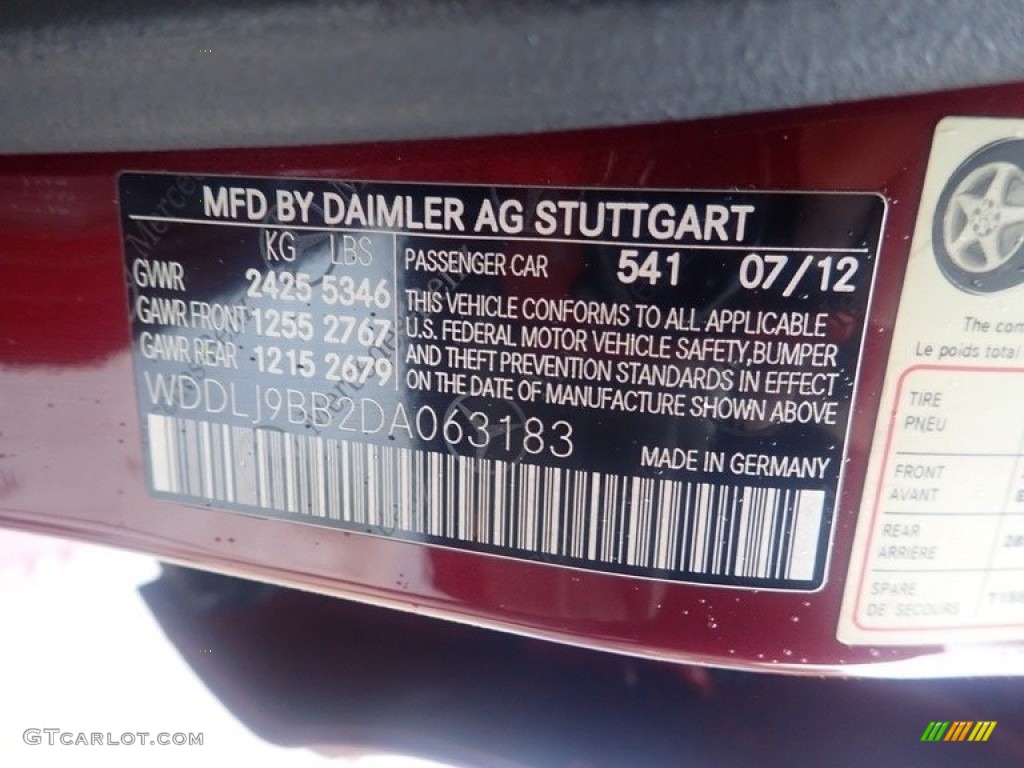 MFD BY DAIMLER AG STUTTGART
KG LBS
GVWR 2425 5346
GAWR FRONT 1255 2767
GAWR REAR 1215 2679
PASSENGER CAR 541 07/12
THIS VEHICLE CONFORMS TO ALL APPLICABLE
U.S. FEDERAL MOTOR VEHICLE SAFETY,BUMPER
AND THEFT PREVENTION STANDARDS IN EFFECT
ON THE DATE OF MANUFACTURE SHOWN ABOVE
WDDLJ9BB2DA063183
MADE IN GERMANY
The com
Le poids total
TIRE
PNEU
FRONT
AVANT
REAR
ARRIÈRE
SPARE
DE SECOURS
GTCARLOT.COM